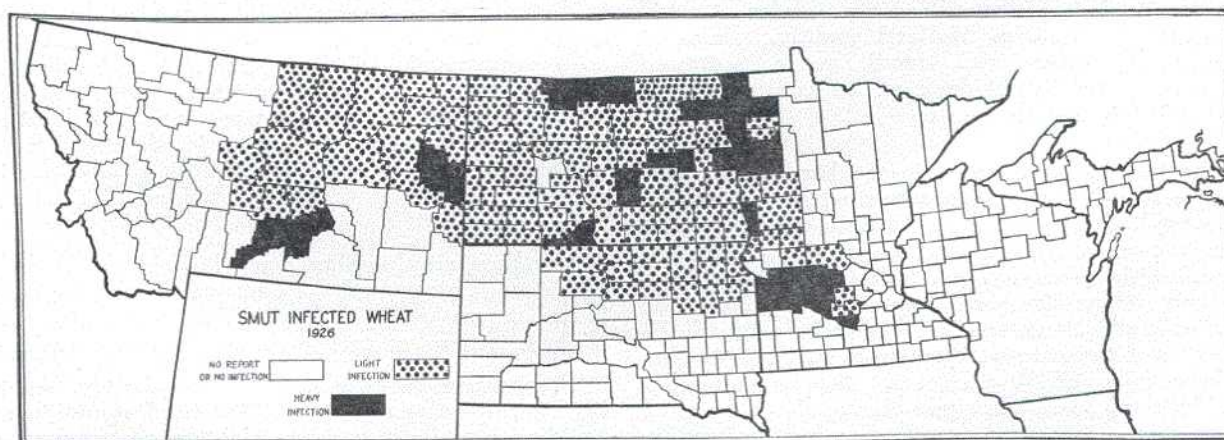 SMUT INFECTED WHEAT
1926
NO REPORT
OR NO INFECTION
LIGHT
INFECTION
HEAVY
INFECTION